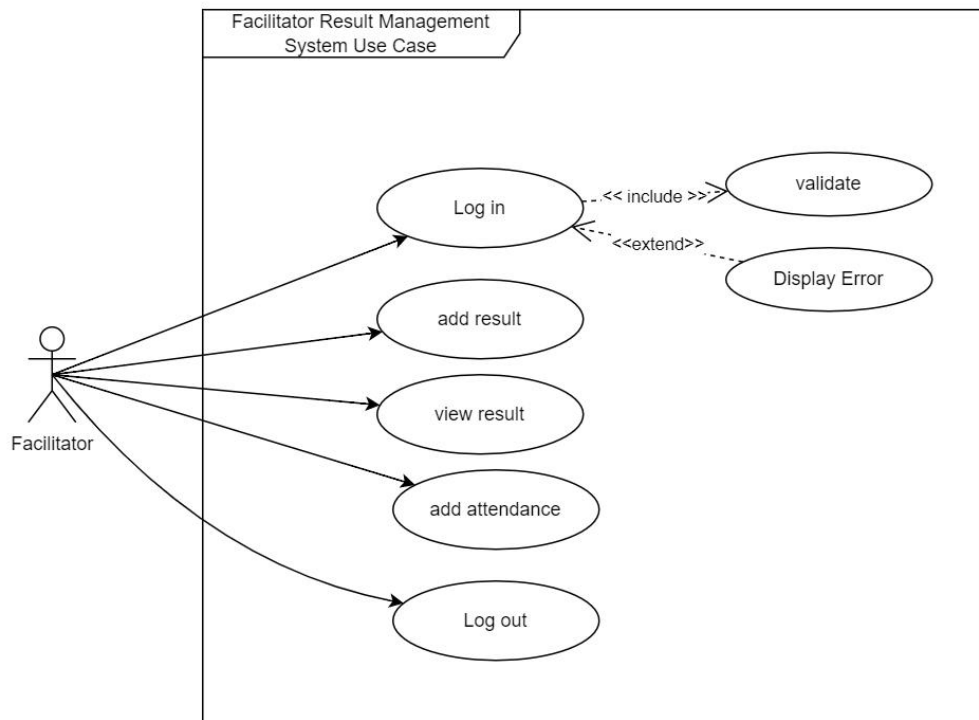 Facilitator Result Management
System Use Case
Log in
<< include >>
validate
<<extend>>
Display Error
add result
view result
Facilitator
add attendance
Log out